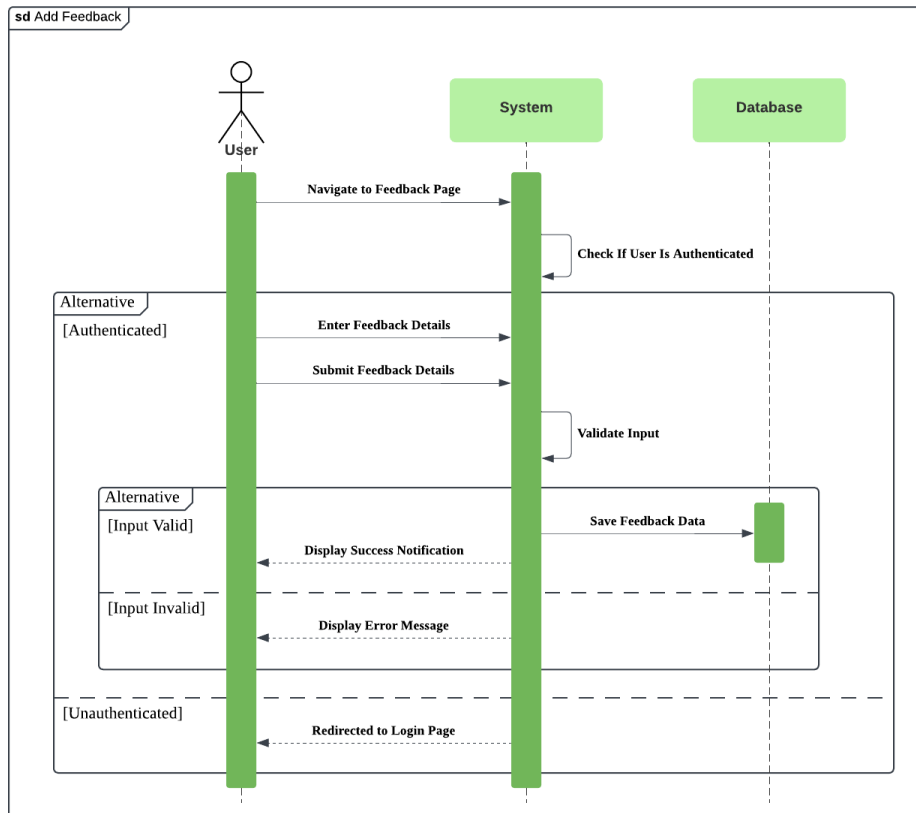 sd Add Feedback
System
Database
User
Navigate to Feedback Page
Check If User Is Authenticated
Alternative
[Authenticated]
Enter Feedback Details
Submit Feedback Details
Validate Input
Alternative
[Input Valid]
Save Feedback Data
Display Success Notification
[Input Invalid]
Display Error Message
[Unauthenticated]
Redirected to Login Page